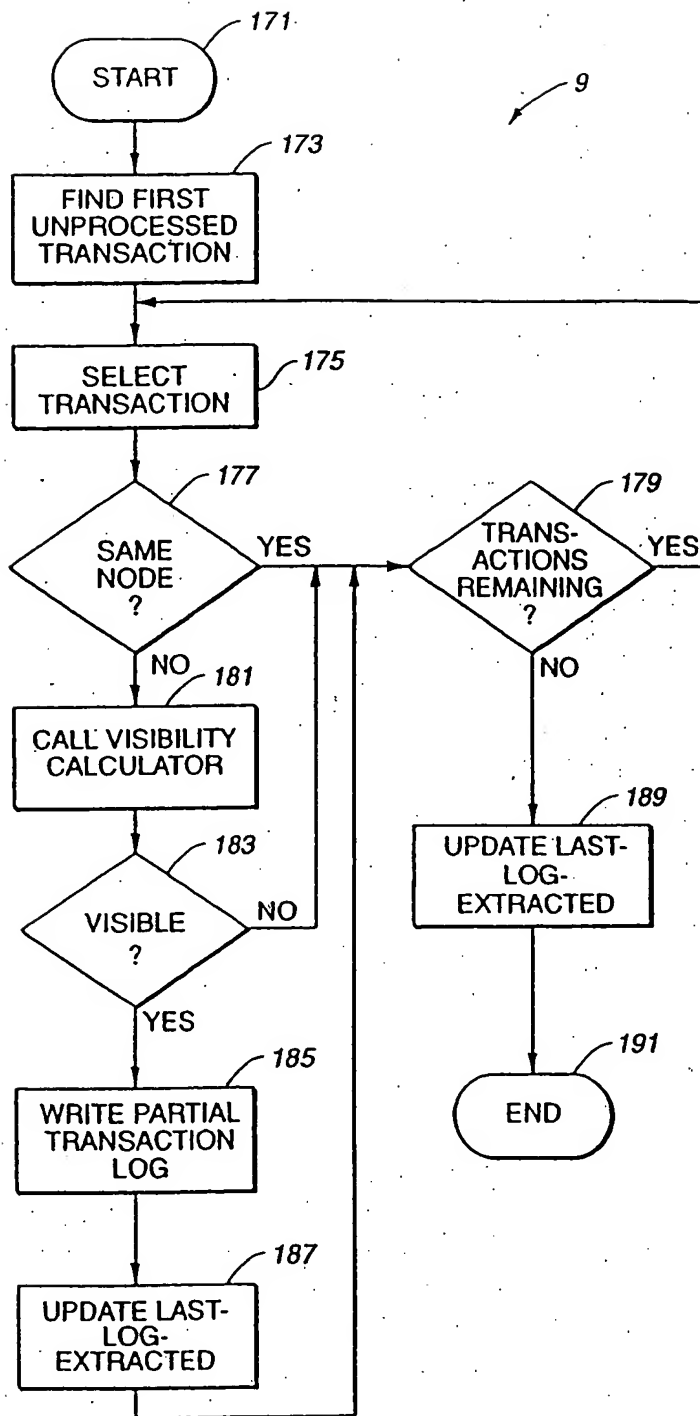 171
START
9
173
FIND FIRST
UNPROCESSED
TRANSACTION
175
SELECT
TRANSACTION
177
SAME
NODE
?
YES
NO
179
TRANS-
ACTIONS
REMAINING
?
YES
NO
181
CALL VISIBILITY
CALCULATOR
183
VISIBLE
?
NO
YES
185
WRITE PARTIAL
TRANSACTION
LOG
187
UPDATE LAST-
LOG-
EXTRACTED
189
UPDATE LAST-
LOG-
EXTRACTED
191
END